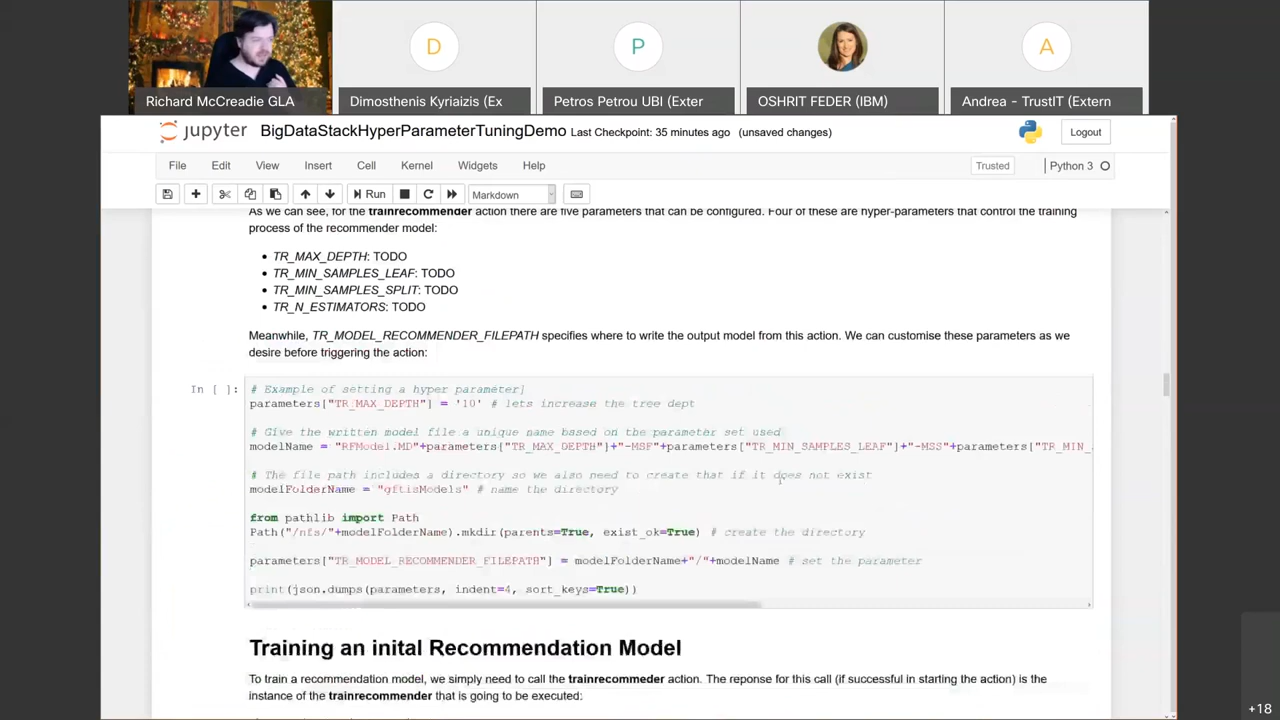 D
P
A
Richard McCreadie GLA
Dimosthenis Kyriaizis (Ex
Petros Petrou UBI (Exter
OSHRIT FEDER (IBM)
Andrea - TrustIT (Extern
jupyter BigDataStackHyperParameterTuningDemo Last Checkpoint: 35 minutes ago (unsaved changes)
Logout
File Edit View Insert Cell Kernel Widgets Help
Trusted
Python 3
Run
Markdown
As we can see, for the trainrecommender action there are five parameters that can be configured. Four of these are hyper-parameters that control the training
process of the recommender model:
• TR_MAX_DEPTH: TODO
• TR_MIN_SAMPLES_LEAF: TODO
• TR_MIN_SAMPLES_SPLIT: TODO
• TR_N_ESTIMATORS: TODO
Meanwhile, TR_MODEL_RECOMMENDER_FILEPATH specifies where to write the output model from this action. We can customise these parameters as we
desire before triggering the action:
In [ ]:
# Example of setting a hyper parameter]
parameters["TR_MAX_DEPTH"] = '10' # lets increase the tree dept
# Give the written model file a unique name based on the parameter set used
modelName = "RFModel.MD"+parameters["TR_MAX_DEPTH"]+"-MSF"+parameters["TR_MIN_SAMPLES_LEAF"]+"-MSS"+parameters["TR_MIN_
# The file path includes a directory so we also need to create that if it does not exist
modelFolderName = "gftisModels" # name the directory
from pathlib import Path
Path("/nfs/"+modelFolderName).mkdir(parents=True, exist_ok=True) # create the directory
parameters["TR_MODEL_RECOMMENDER_FILEPATH"] = modelFolderName+"/"+modelName # set the parameter
print(json.dumps(parameters, indent=4, sort_keys=True))
Training an inital Recommendation Model
To train a recommendation model, we simply need to call the trainrecommeder action. The reponse for this call (if successful in starting the action) is the
instance of the trainrecommender that is going to be executed:
+18